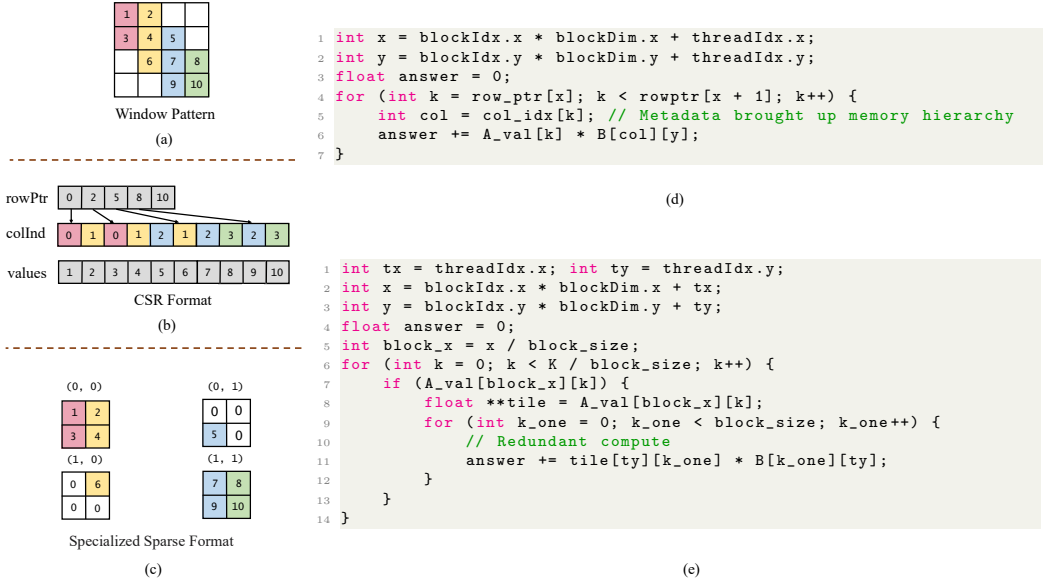 1 2
3 4 5
6 7 8
9 10
Window Pattern
(a)
rowPtr 0 2 5 8 10
colInd 0 1 0 1 2 1 2 3 2 3
values 1 2 3 4 5 6 7 8 9 10
CSR Format
(b)
(0, 0) (0, 1)
1 2 0 0
3 4 5 0
(1, 0) (1, 1)
0 6 7 8
0 0 9 10
Specialized Sparse Format
(c)
1 int x = blockIdx.x * blockDim.x + threadIdx.x;
2 int y = blockIdx.y * blockDim.y + threadIdx.y;
3 float answer = 0;
4 for (int k = row_ptr[x]; k < rowptr[x + 1]; k++) {
5 int col = col_idx[k]; // Metadata brought up memory hierarchy
6 answer += A_val[k] * B[col][y];
7 }
(d)
1 int tx = threadIdx.x; int ty = threadIdx.y;
2 int x = blockIdx.x * blockDim.x + tx;
3 int y = blockIdx.y * blockDim.y + ty;
4 float answer = 0;
5 int block_x = x / block_size;
6 for (int k = 0; k < K / block_size; k++) {
7 if (A_val[block_x][k]) {
8 float **tile = A_val[block_x][k];
9 for (int k_one = 0; k_one < block_size; k_one++) {
10 // Redundant compute
11 answer += tile[ty][k_one] * B[k_one][ty];
12 }
13 }
14 }
(e)